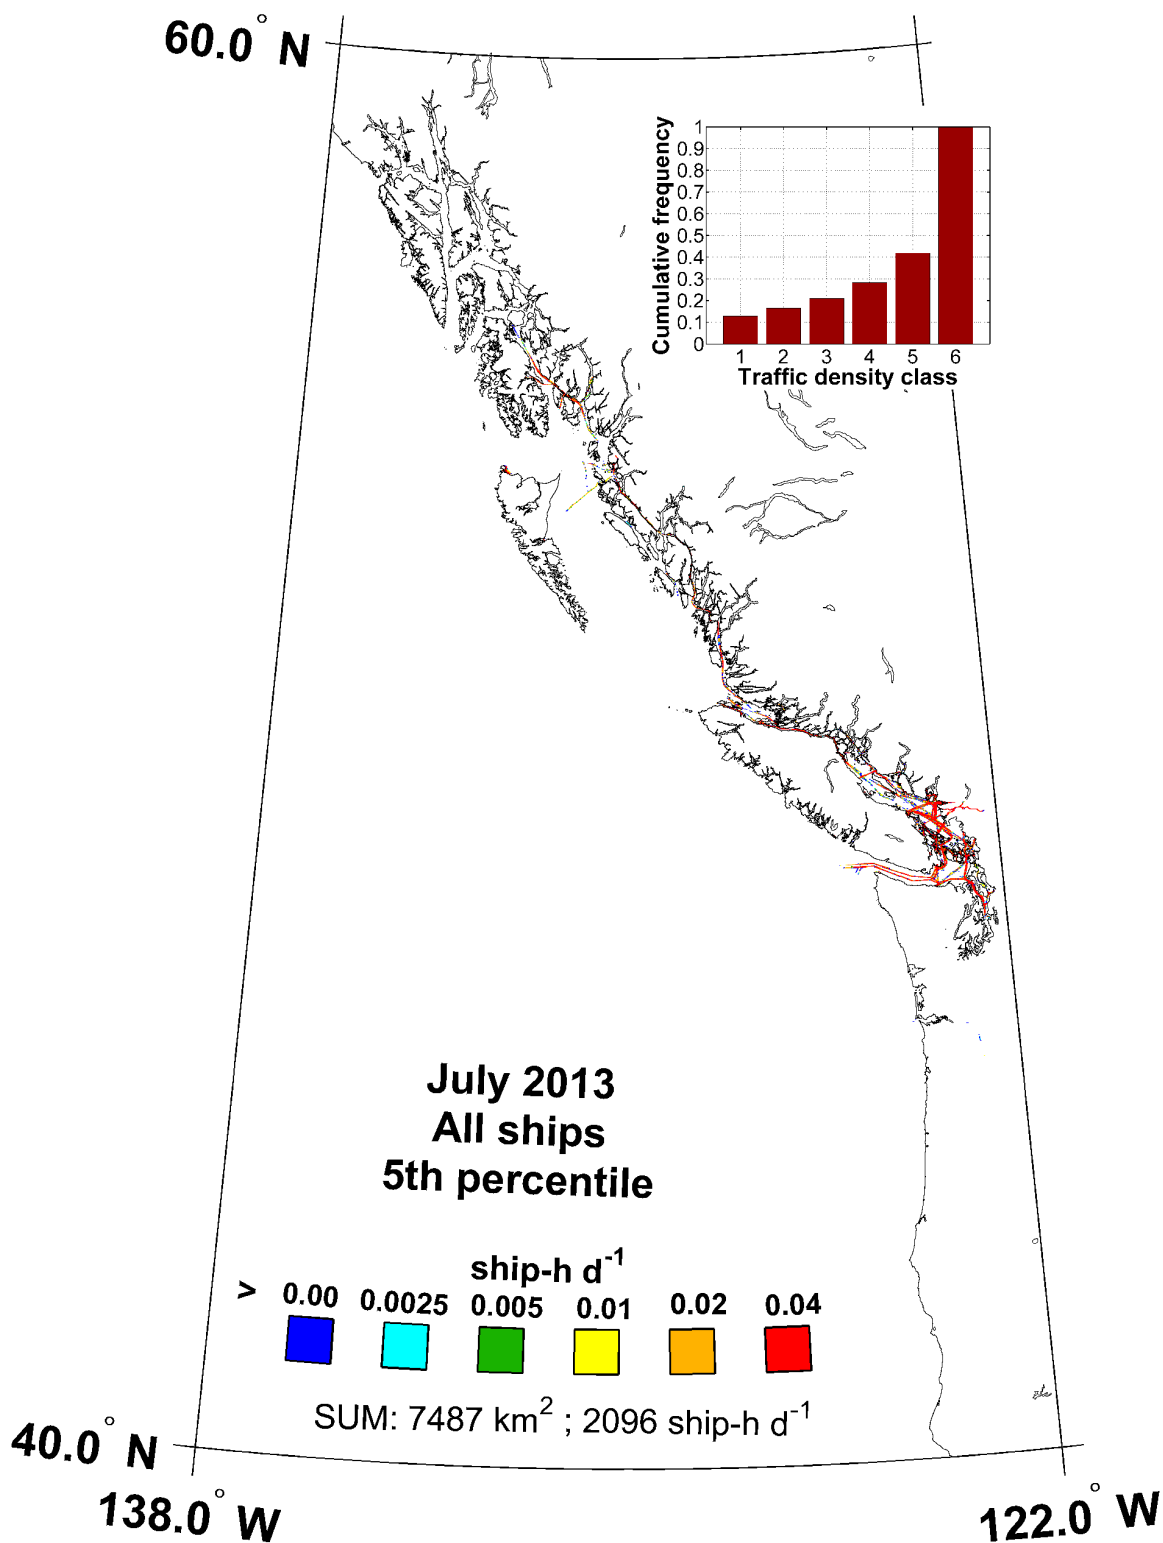 60.0° N
Cumulative frequency
1
0.9
0.8
0.7
0.6
0.5
0.4
0.3
0.2
0.1
0
1 2 3 4 5 6
Traffic density class
July 2013
All ships
5th percentile
ship-h d⁻¹
> 0.00 0.0025 0.005 0.01 0.02 0.04
SUM: 7487 km² ; 2096 ship-h d⁻¹
40.0° N
138.0° W
122.0° W